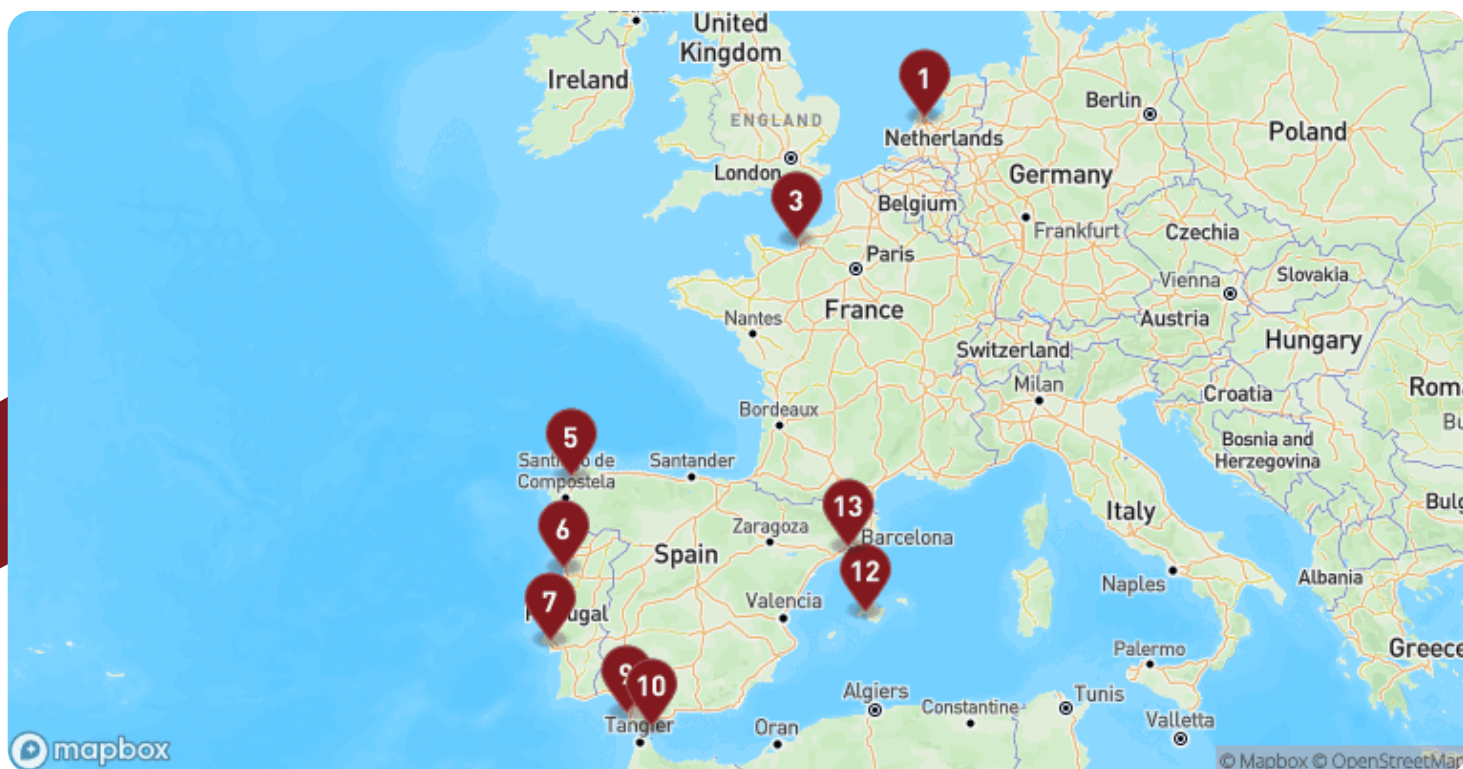 United
Kingdom
Ireland
1
ENGLAND
Netherlands
Berlin
Poland
London
Germany
3
Belgium
Frankfurt
Czechia
Paris
Slovakia
Vienna
France
Austria
Nantes
Hungary
Switzerland
Milan
Croatia
Bordeaux
5
Bosnia and
Herzegovina
Santander
Compostela
13
Italy
6
Zaragoza
Barcelona
Spain
12
Naples
Albania
7
Valencia
Greece
Palermo
9
10
Algiers
Tunis
Constantine
Tangier
Oran
Valletta
mapbox
© Mapbox © OpenStreetMap